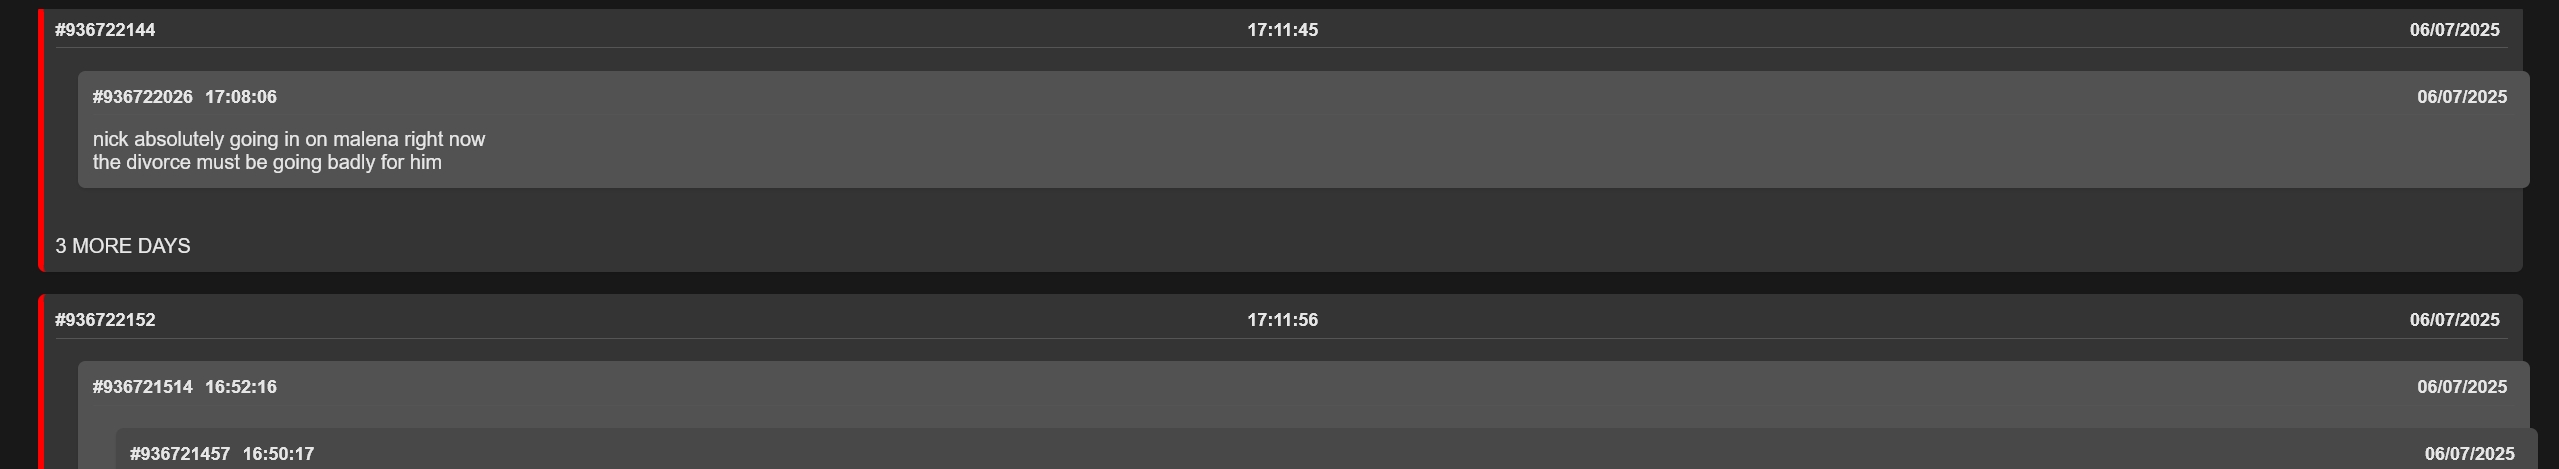 #936722144 17:11:45 06/07/2025
#936722026 17:08:06 06/07/2025
nick absolutely going in on malena right now
the divorce must be going badly for him
3 MORE DAYS
#936722152 17:11:56 06/07/2025
#936721514 16:52:16 06/07/2025
#936721457 16:50:17 06/07/2025